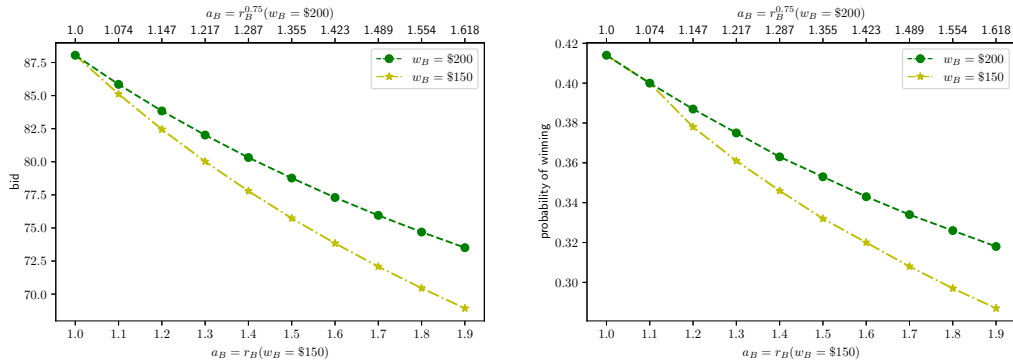 a_B = r_B^{0.75}(w_B = $200)
1.0 1.074 1.147 1.217 1.287 1.355 1.423 1.489 1.554 1.618
87.5
85.0
82.5
80.0
77.5
75.0
72.5
70.0
bid
w_B = $200
w_B = $150
1.0 1.1 1.2 1.3 1.4 1.5 1.6 1.7 1.8 1.9
a_B = r_B(w_B = $150)
a_B = r_B^{0.75}(w_B = $200)
1.0 1.074 1.147 1.217 1.287 1.355 1.423 1.489 1.554 1.618
0.42
0.40
0.38
0.36
0.34
0.32
0.30
probability of winning
w_B = $200
w_B = $150
1.0 1.1 1.2 1.3 1.4 1.5 1.6 1.7 1.8 1.9
a_B = r_B(w_B = $150)